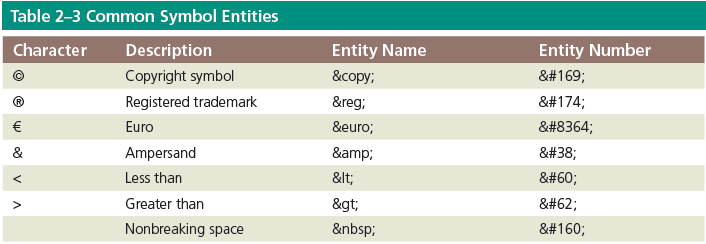 Table 2–3 Common Symbol Entities
Character Description Entity Name Entity Number
© Copyright symbol &copy; &#169;
® Registered trademark &reg; &#174;
€ Euro &euro; &#8364;
& Ampersand &amp; &#38;
< Less than &lt; &#60;
> Greater than &gt; &#62;
Nonbreaking space &nbsp; &#160;